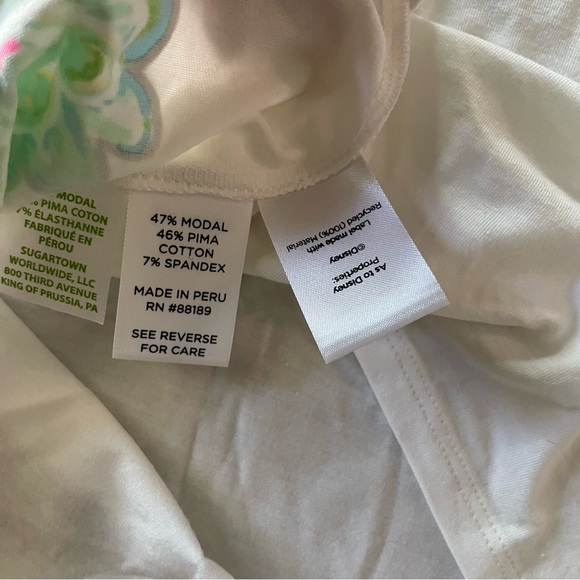 MODAL
% PIMA COTON
7% ÉLASTHANNE
FABRIQUÉ EN
PÉROU
SUGARTOWN
WORLDWIDE, LLC
800 THIRD AVENUE
KING OF PRUSSIA, PA
47% MODAL
46% PIMA
COTTON
7% SPANDEX
MADE IN PERU
RN #88189
SEE REVERSE
FOR CARE
As to Disney
Properties:
©Disney
Label made with
Recycled (100%) Material